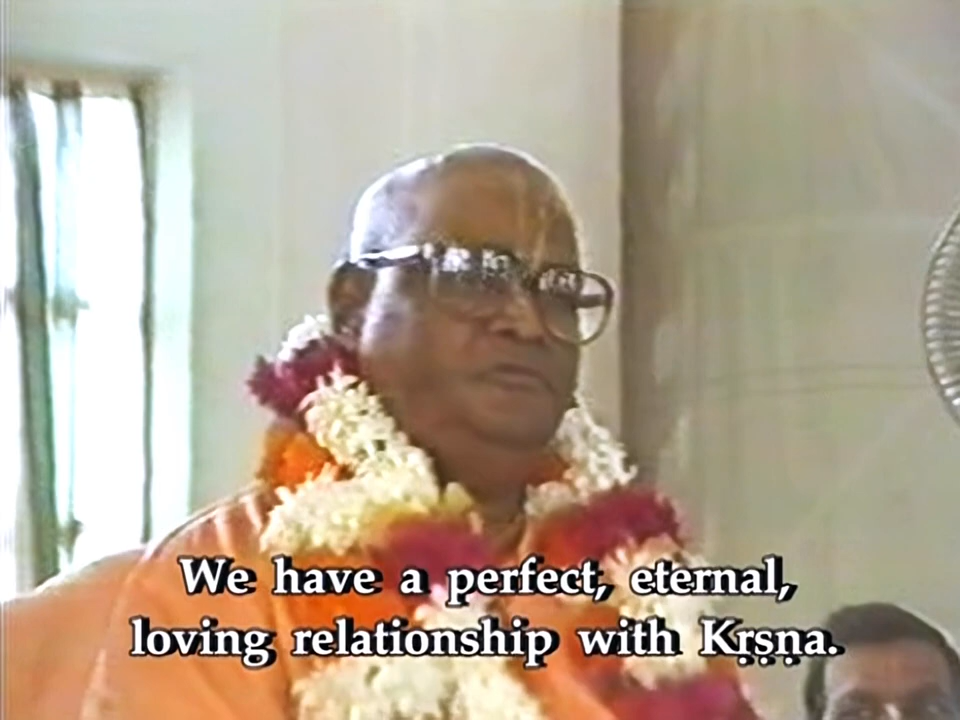 We have a perfect, eternal,
loving relationship with Kṛṣṇa.